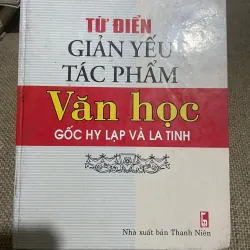 TỪ ĐIỂN
GIẢN YẾU
TÁC PHẨM
Văn học
GỐC HY LẠP VÀ LA TINH
Nhà xuất bản Thanh Niên